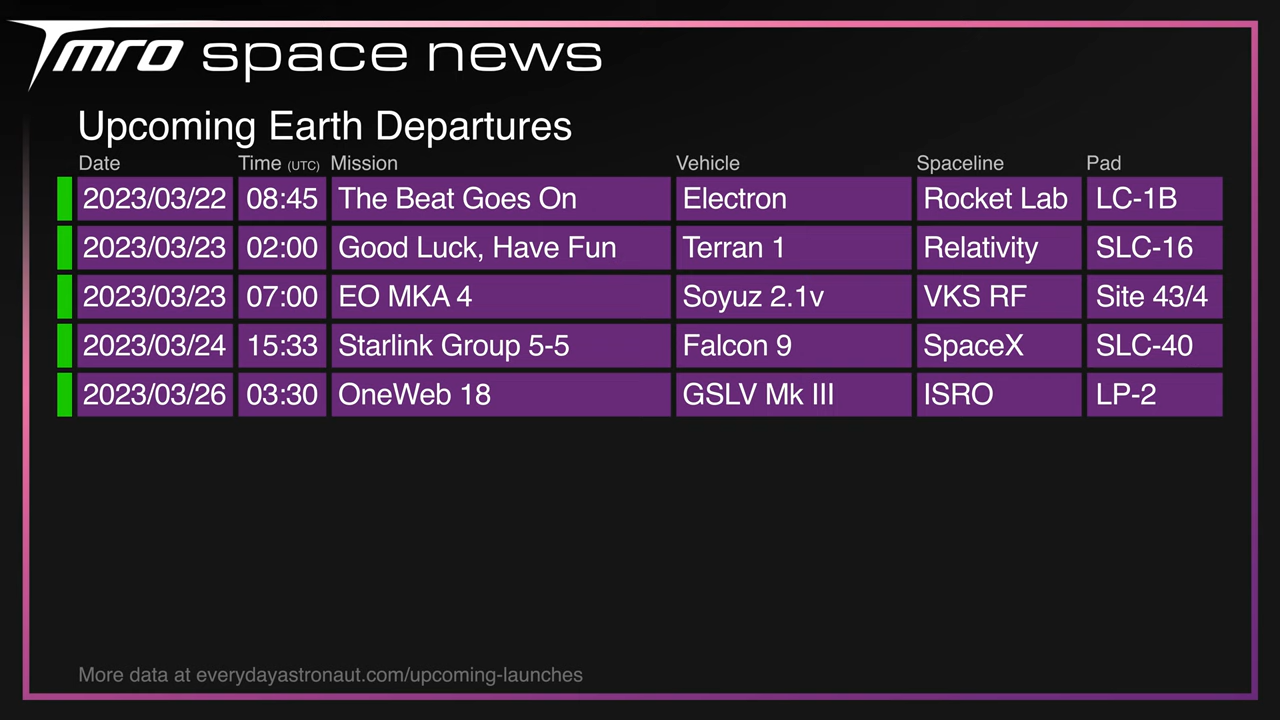 TMRO space news
Upcoming Earth Departures
Date Time (UTC) Mission Vehicle Spaceline Pad
2023/03/22 08:45 The Beat Goes On Electron Rocket Lab LC-1B
2023/03/23 02:00 Good Luck, Have Fun Terran 1 Relativity SLC-16
2023/03/23 07:00 EO MKA 4 Soyuz 2.1v VKS RF Site 43/4
2023/03/24 15:33 Starlink Group 5-5 Falcon 9 SpaceX SLC-40
2023/03/26 03:30 OneWeb 18 GSLV Mk III ISRO LP-2
More data at everydayastronaut.com/upcoming-launches